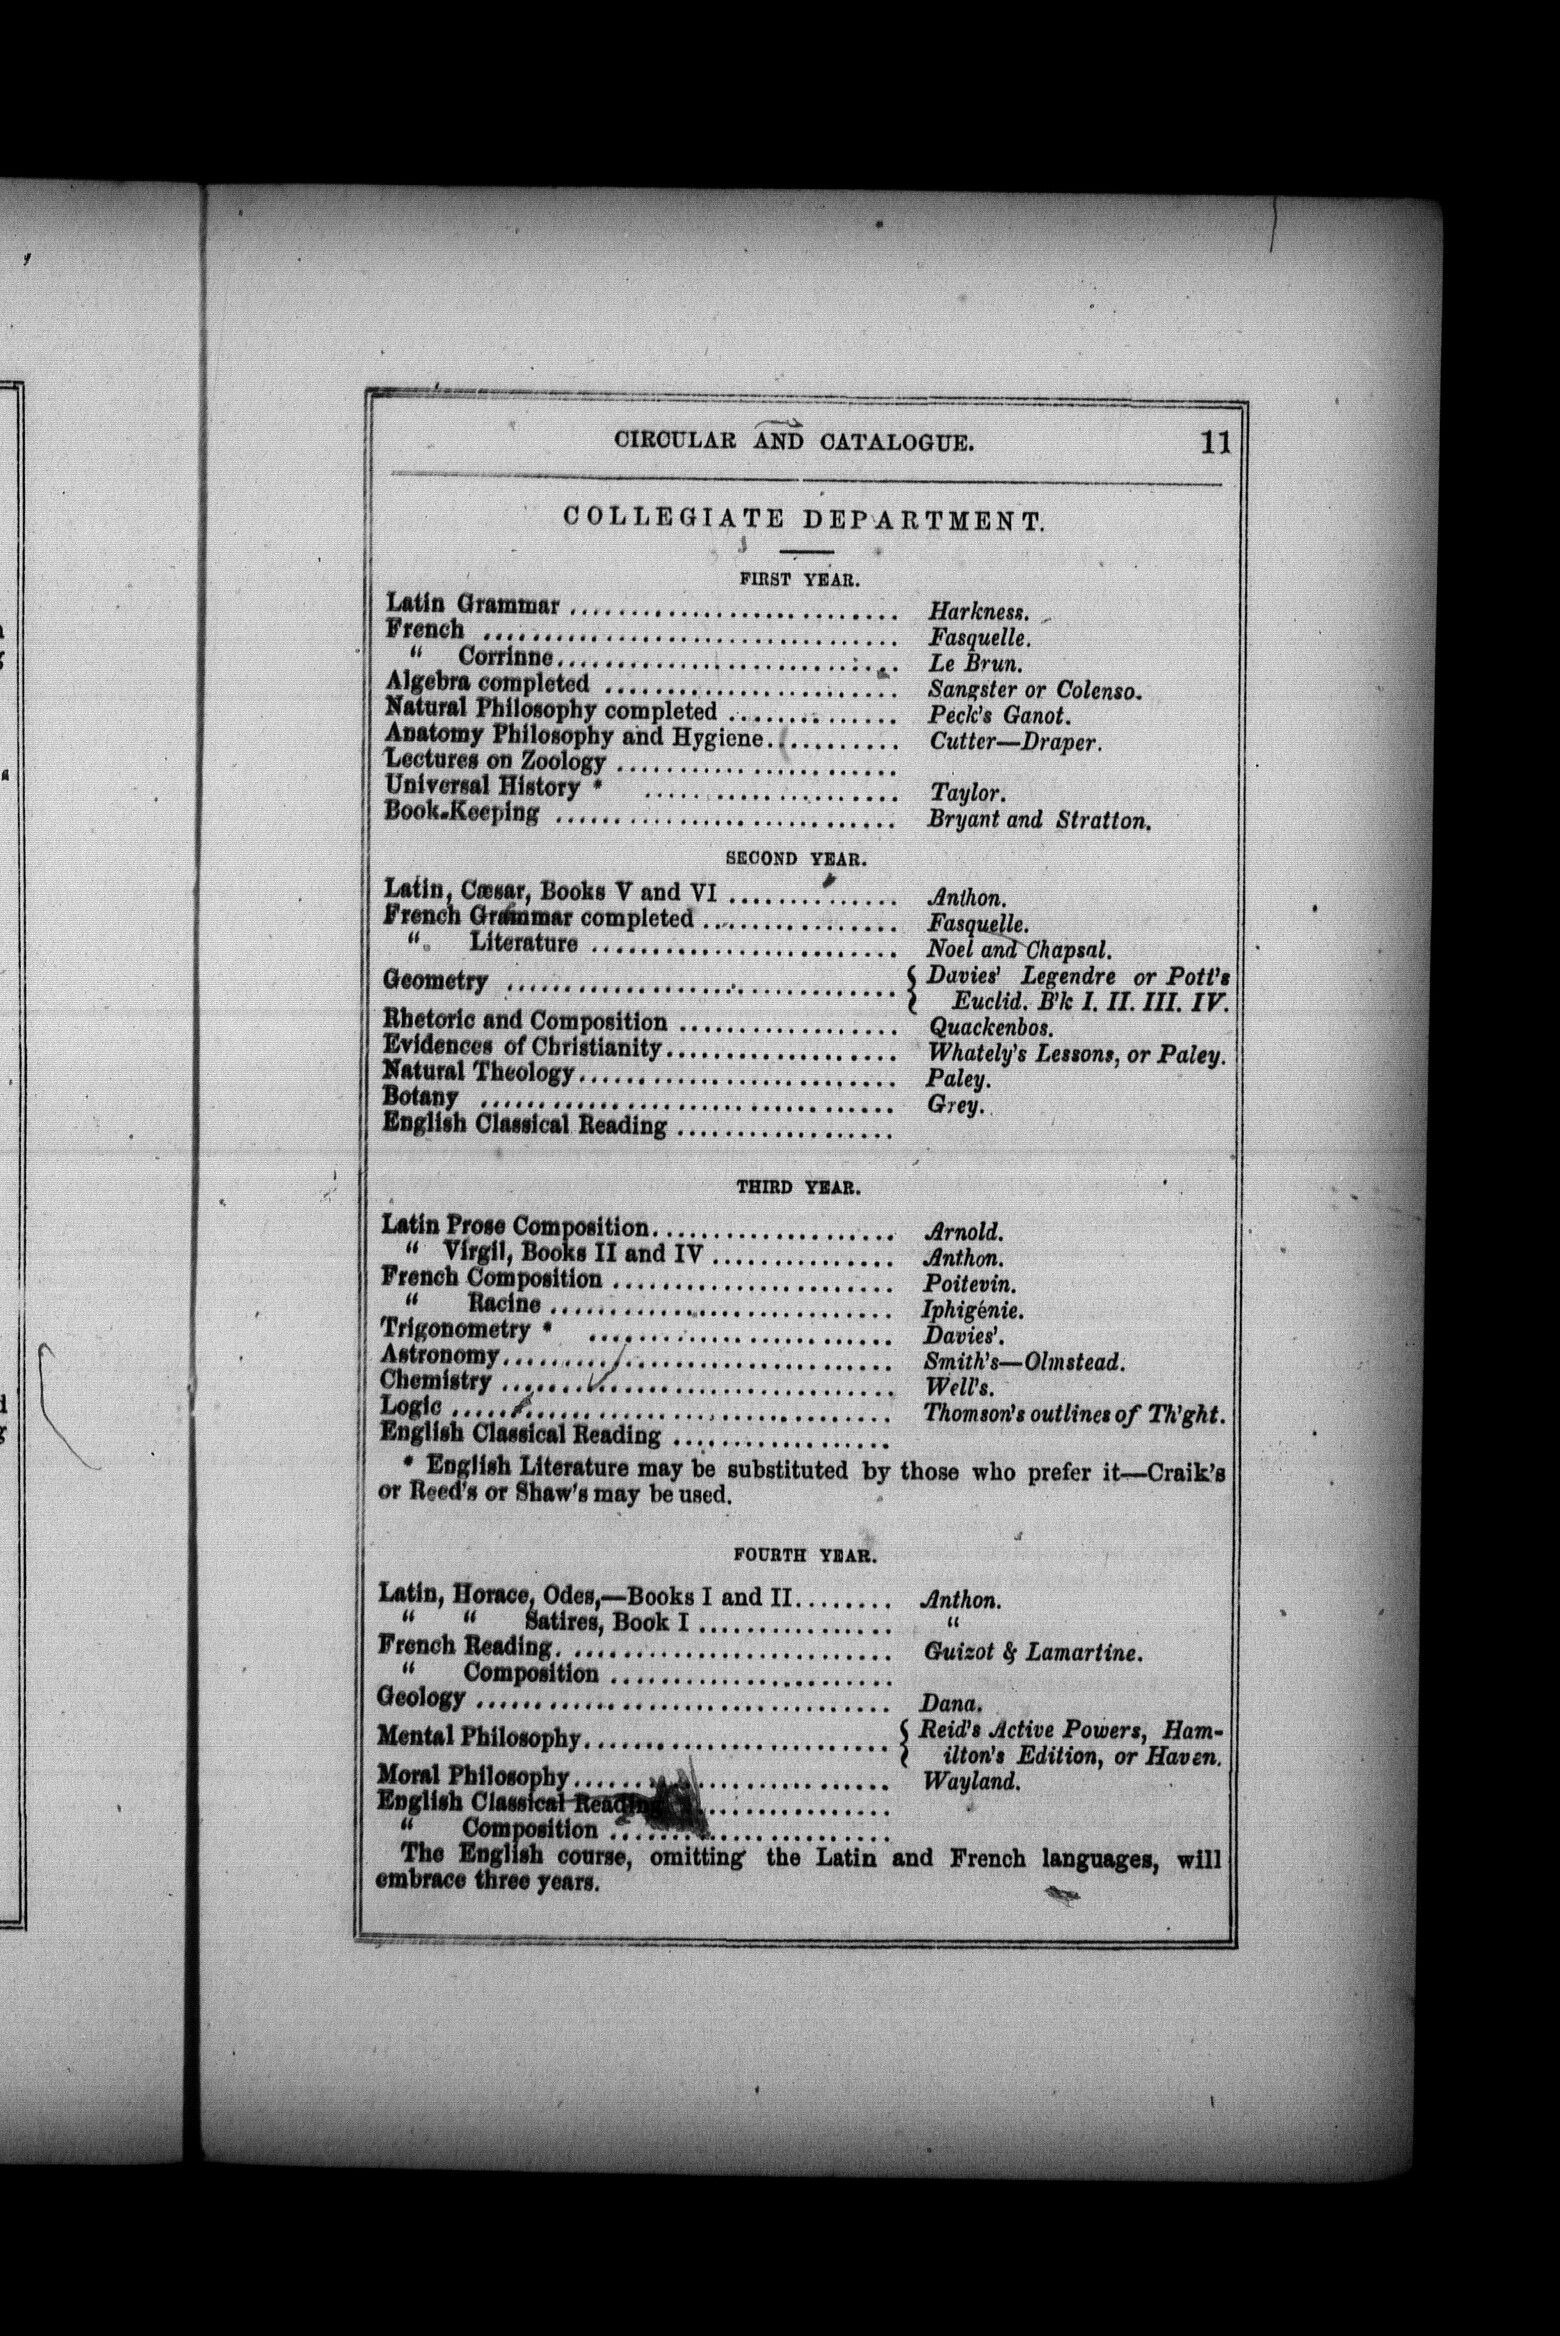 CIRCULAR AND CATALOGUE. 11
COLLEGIATE DEPARTMENT.
FIRST YEAR.
Latin Grammar ........................... Harkness.
French .................................. Fasquelle.
“ Corrinne............................ Le Brun.
Algebra completed ........................ Sangster or Colenso.
Natural Philosophy completed .............. Peck's Ganot.
Anatomy Philosophy and Hygiene........... Cutter—Draper.
Lectures on Zoology .......................
Universal History * ..................... Taylor.
Book-Keeping ............................ Bryant and Stratton.
SECOND YEAR.
Latin, Cæsar, Books V and VI .............. Anthon.
French Grammar completed ................ Fasquelle.
“ Literature ......................... Noel and Chapsal.
Geometry ................................ { Davies' Legendre or Pott's
Euclid. B'k I. II. III. IV.
Rhetoric and Composition .................. Quackenbos.
Evidences of Christianity................... Whately's Lessons, or Paley.
Natural Theology.......................... Paley.
Botany .................................. Grey.
English Classical Reading ..................
THIRD YEAR.
Latin Prose Composition.................... Arnold.
“ Virgil, Books II and IV ............... Anthon.
French Composition ....................... Poitevin.
“ Racine ............................ Iphigénie.
Trigonometry * ......................... Davies'.
Astronomy................................ Smith's—Olmstead.
Chemistry ................................ Well's.
Logic .................................... Thomson's outlines of Th'ght.
English Classical Reading ..................
* English Literature may be substituted by those who prefer it—Craik's
or Reed's or Shaw's may be used.
FOURTH YEAR.
Latin, Horace, Odes,—Books I and II........ Anthon.
“ “ Satires, Book I ................ “
French Reading. .......................... Guizot & Lamartine.
“ Composition .......................
Geology .................................. Dana.
Mental Philosophy......................... { Reid's Active Powers, Ham-
ilton's Edition, or Haven.
Moral Philosophy.......................... Wayland.
English Classical Reading ................
“ Composition .......................
The English course, omitting the Latin and French languages, will
embrace three years.